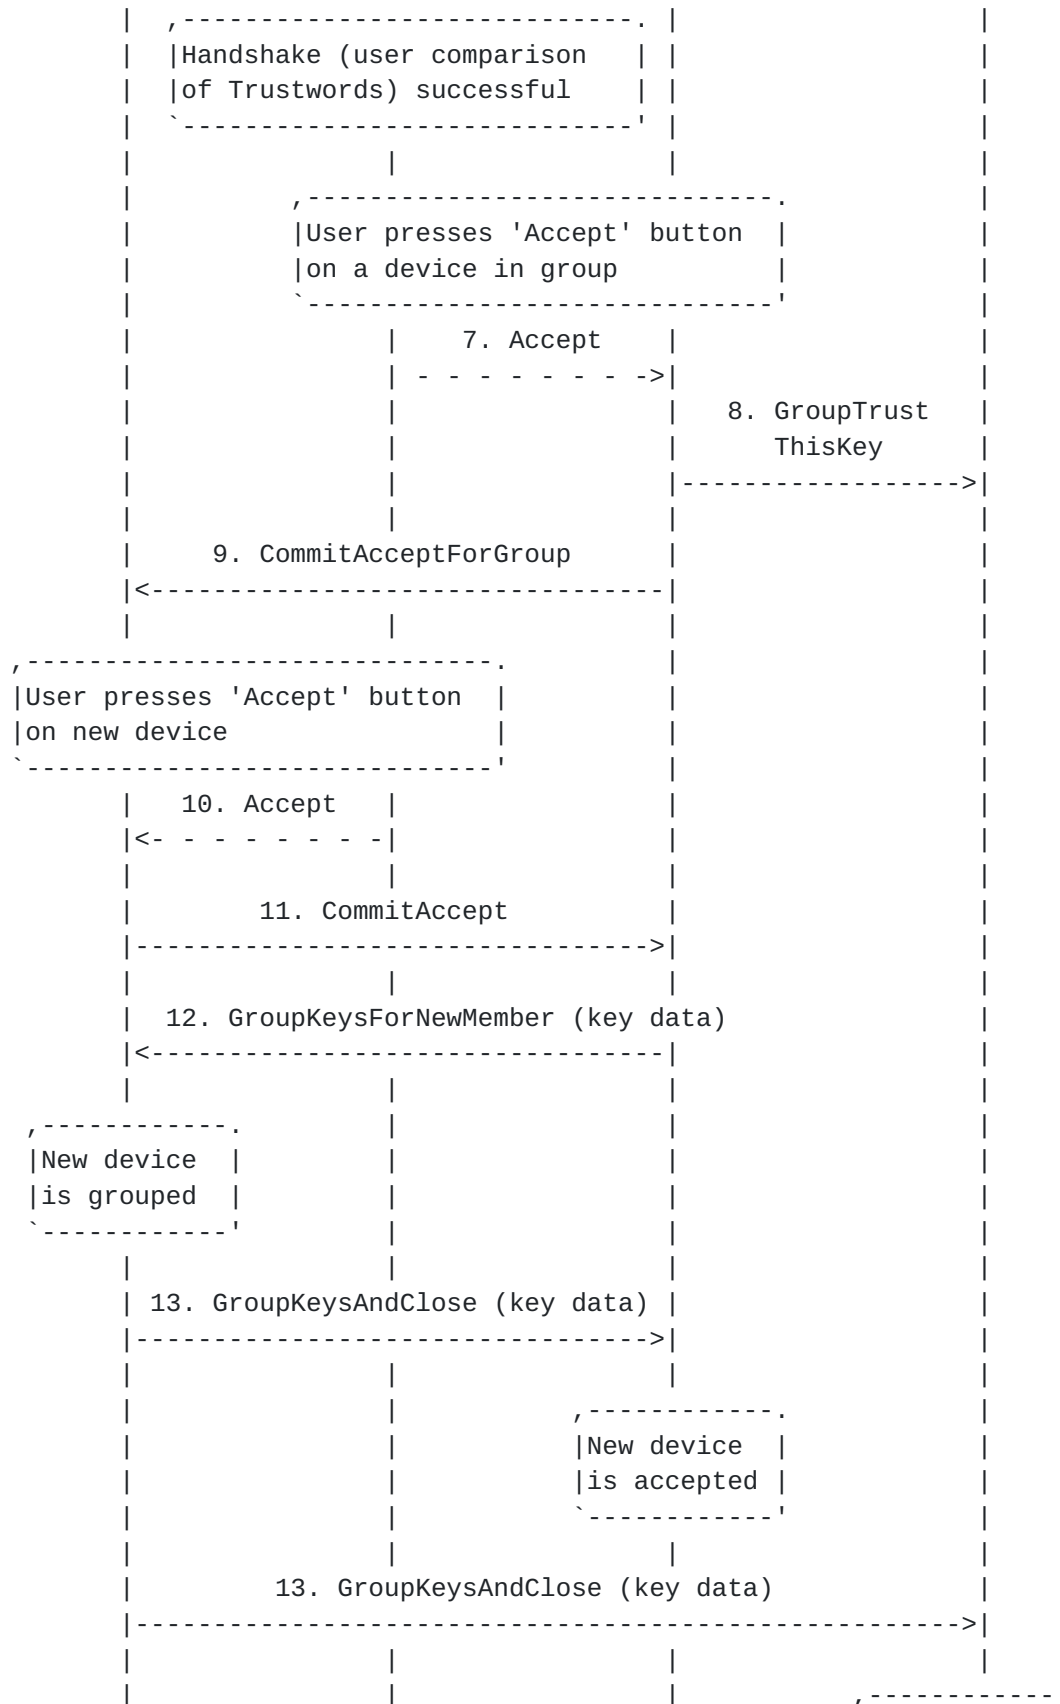 Handshake (user comparison
of Trustwords) successful
User presses 'Accept' button
on a device in group
7. Accept
8. GroupTrust
ThisKey
9. CommitAcceptForGroup
User presses 'Accept' button
on new device
10. Accept
11. CommitAccept
12. GroupKeysForNewMember (key data)
New device
is grouped
13. GroupKeysAndClose (key data)
New device
is accepted
13. GroupKeysAndClose (key data)